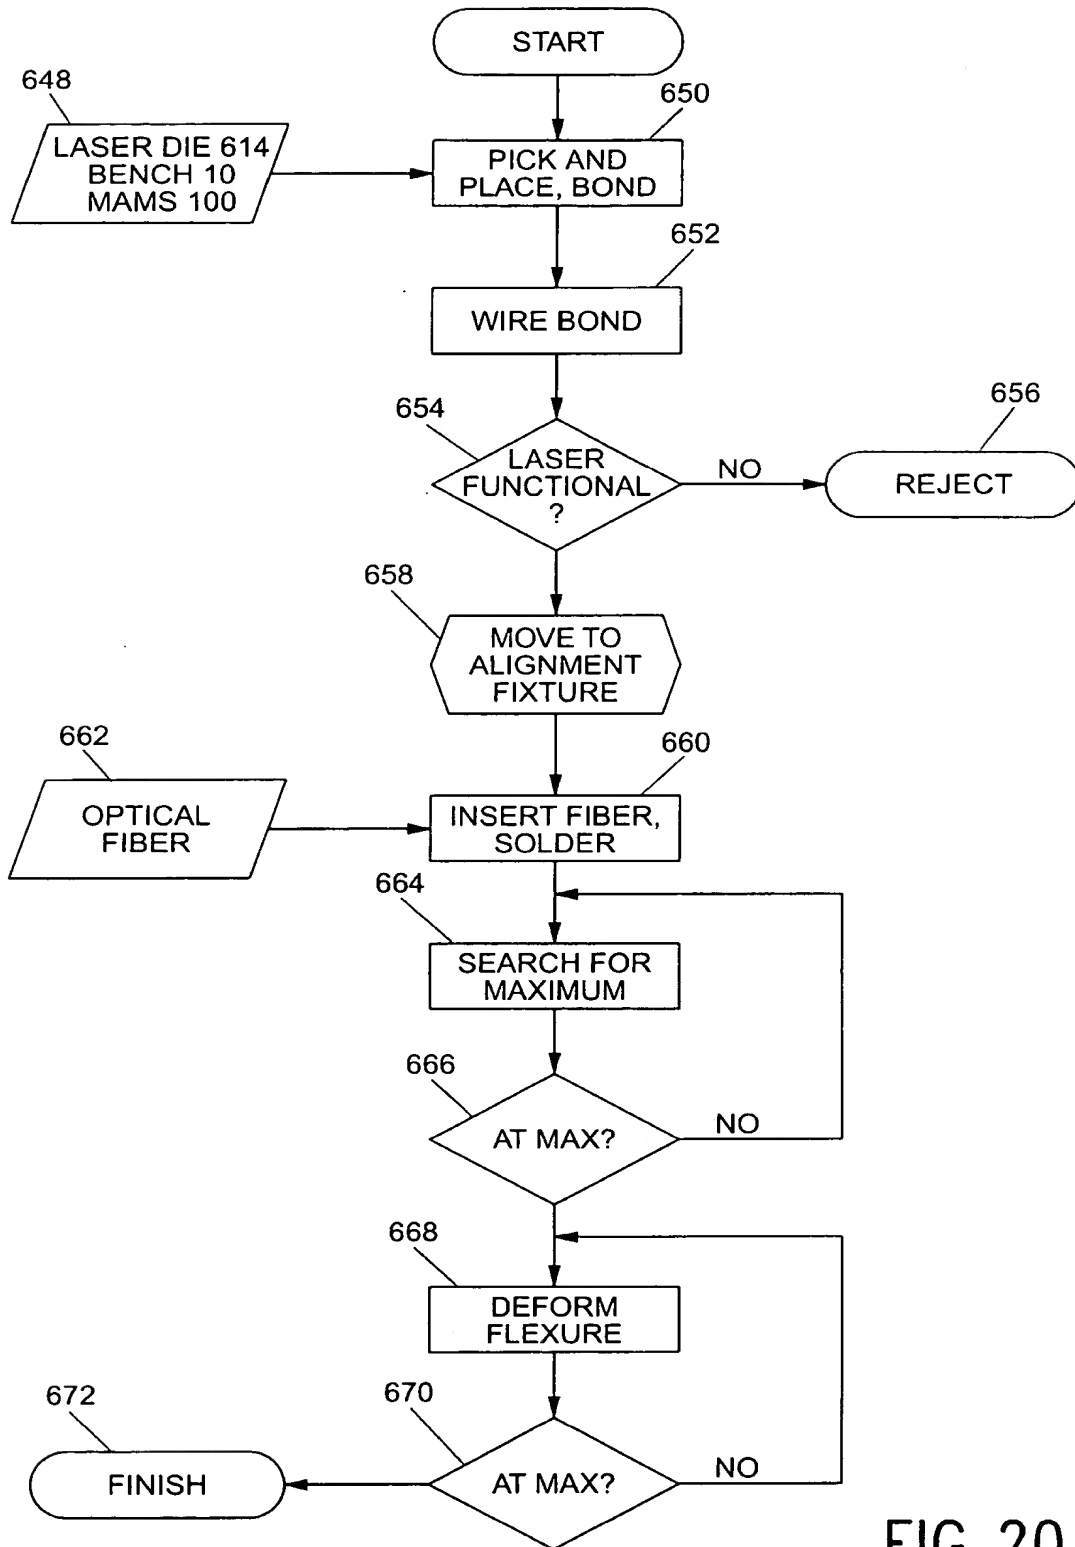 START
648
650
LASER DIE 614
BENCH 10
MAMS 100
PICK AND
PLACE, BOND
652
WIRE BOND
654
656
LASER
FUNCTIONAL
?
NO
REJECT
658
MOVE TO
ALIGNMENT
FIXTURE
662
660
OPTICAL
FIBER
INSERT FIBER,
SOLDER
664
SEARCH FOR
MAXIMUM
666
AT MAX?
NO
668
DEFORM
FLEXURE
672
670
FINISH
AT MAX?
NO
FIG. 20